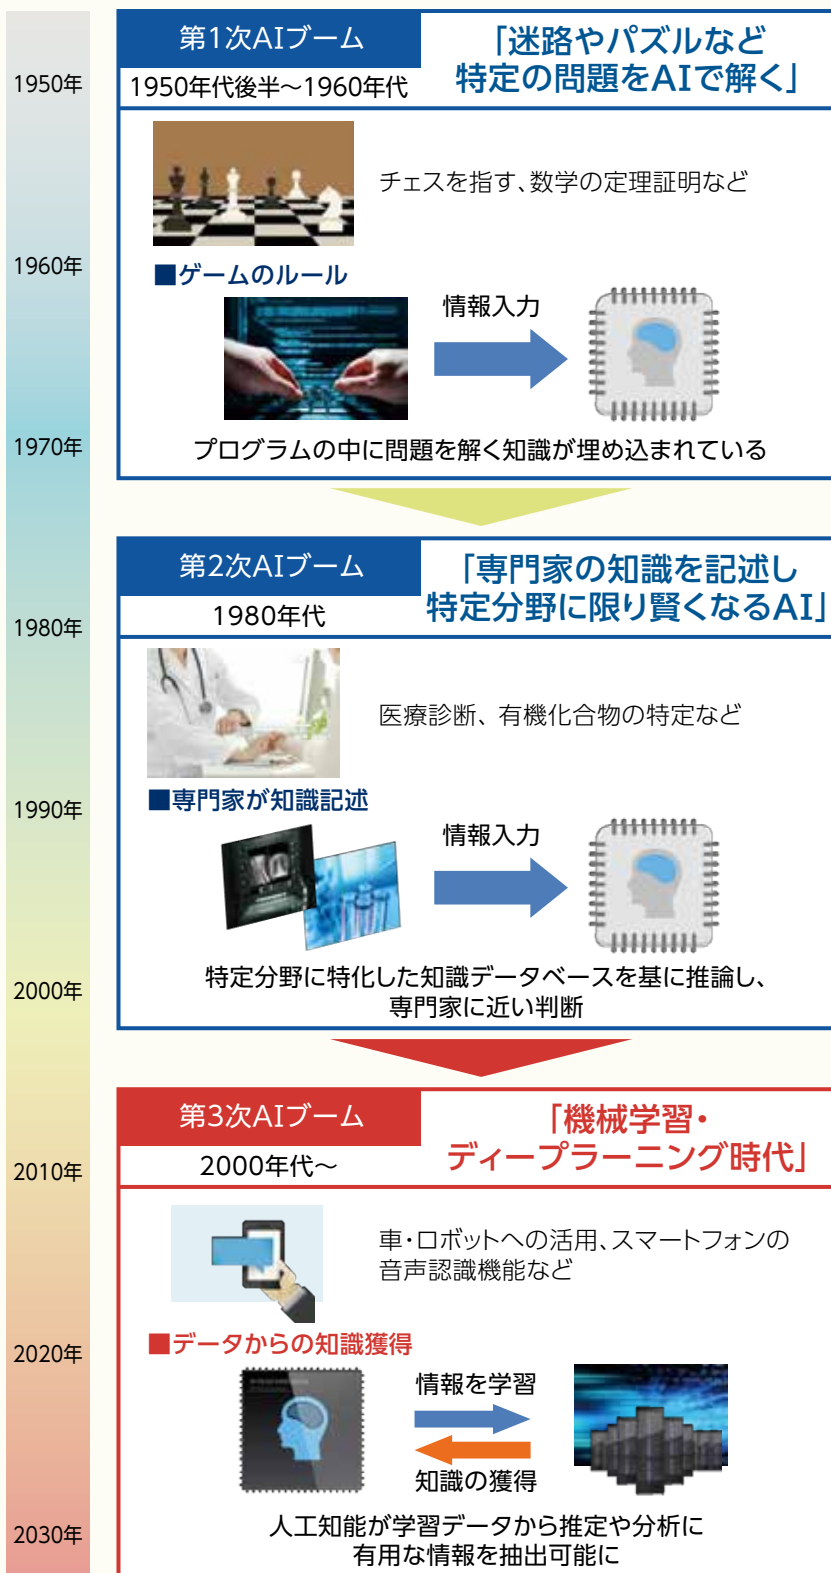 1950年
1960年
1970年
1980年
1990年
2000年
2010年
2020年
2030年
第1次AIブーム
1950年代後半~1960年代
「迷路やパズルなど
特定の問題をAIで解く」
チェスを指す、数学の定理証明など
■ゲームのルール
情報入力
プログラムの中に問題を解く知識が埋め込まれている
第2次AIブーム
1980年代
「専門家の知識を記述し
特定分野に限り賢くなるAI」
医療診断、有機化合物の特定など
■専門家が知識記述
情報入力
特定分野に特化した知識データベースを基に推論し、
専門家に近い判断
第3次AIブーム
2000年代~
「機械学習・
ディープラーニング時代」
車・ロボットへの活用、スマートフォンの
音声認識機能など
■データからの知識獲得
情報を学習
知識の獲得
人工知能が学習データから推定や分析に
有用な情報を抽出可能に